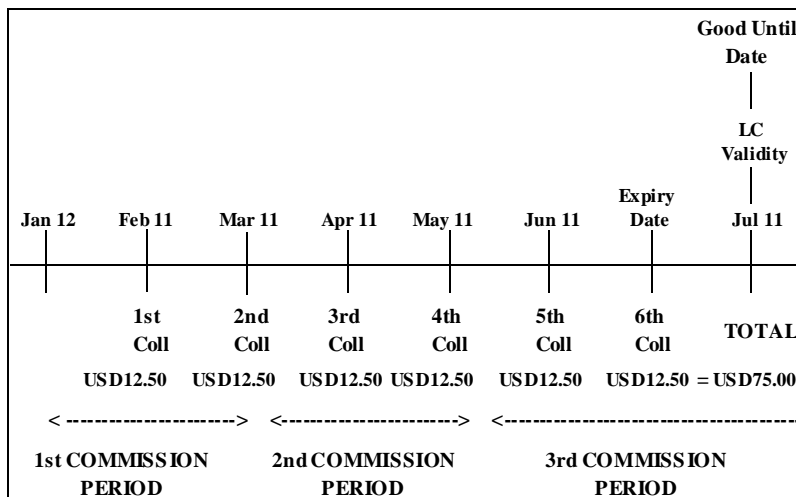 Good Until
Date
LC
Validity
Expiry
Date
Jan 12 Feb 11 Mar 11 Apr 11 May 11 Jun 11 Jul 11
1st 2nd 3rd 4th 5th 6th
Coll Coll Coll Coll Coll Coll TOTAL
USD12.50 USD12.50 USD12.50 USD12.50 USD12.50 USD12.50 = USD75.00
1st COMMISSION 2nd COMMISSION 3rd COMMISSION
PERIOD PERIOD PERIOD